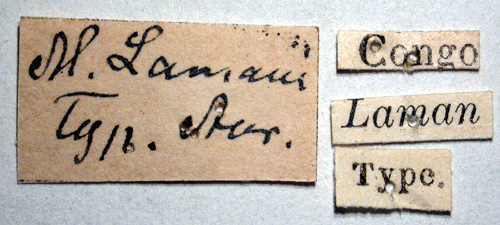 M. Lamani
Typ. Aur.
Congo
Laman
Type.